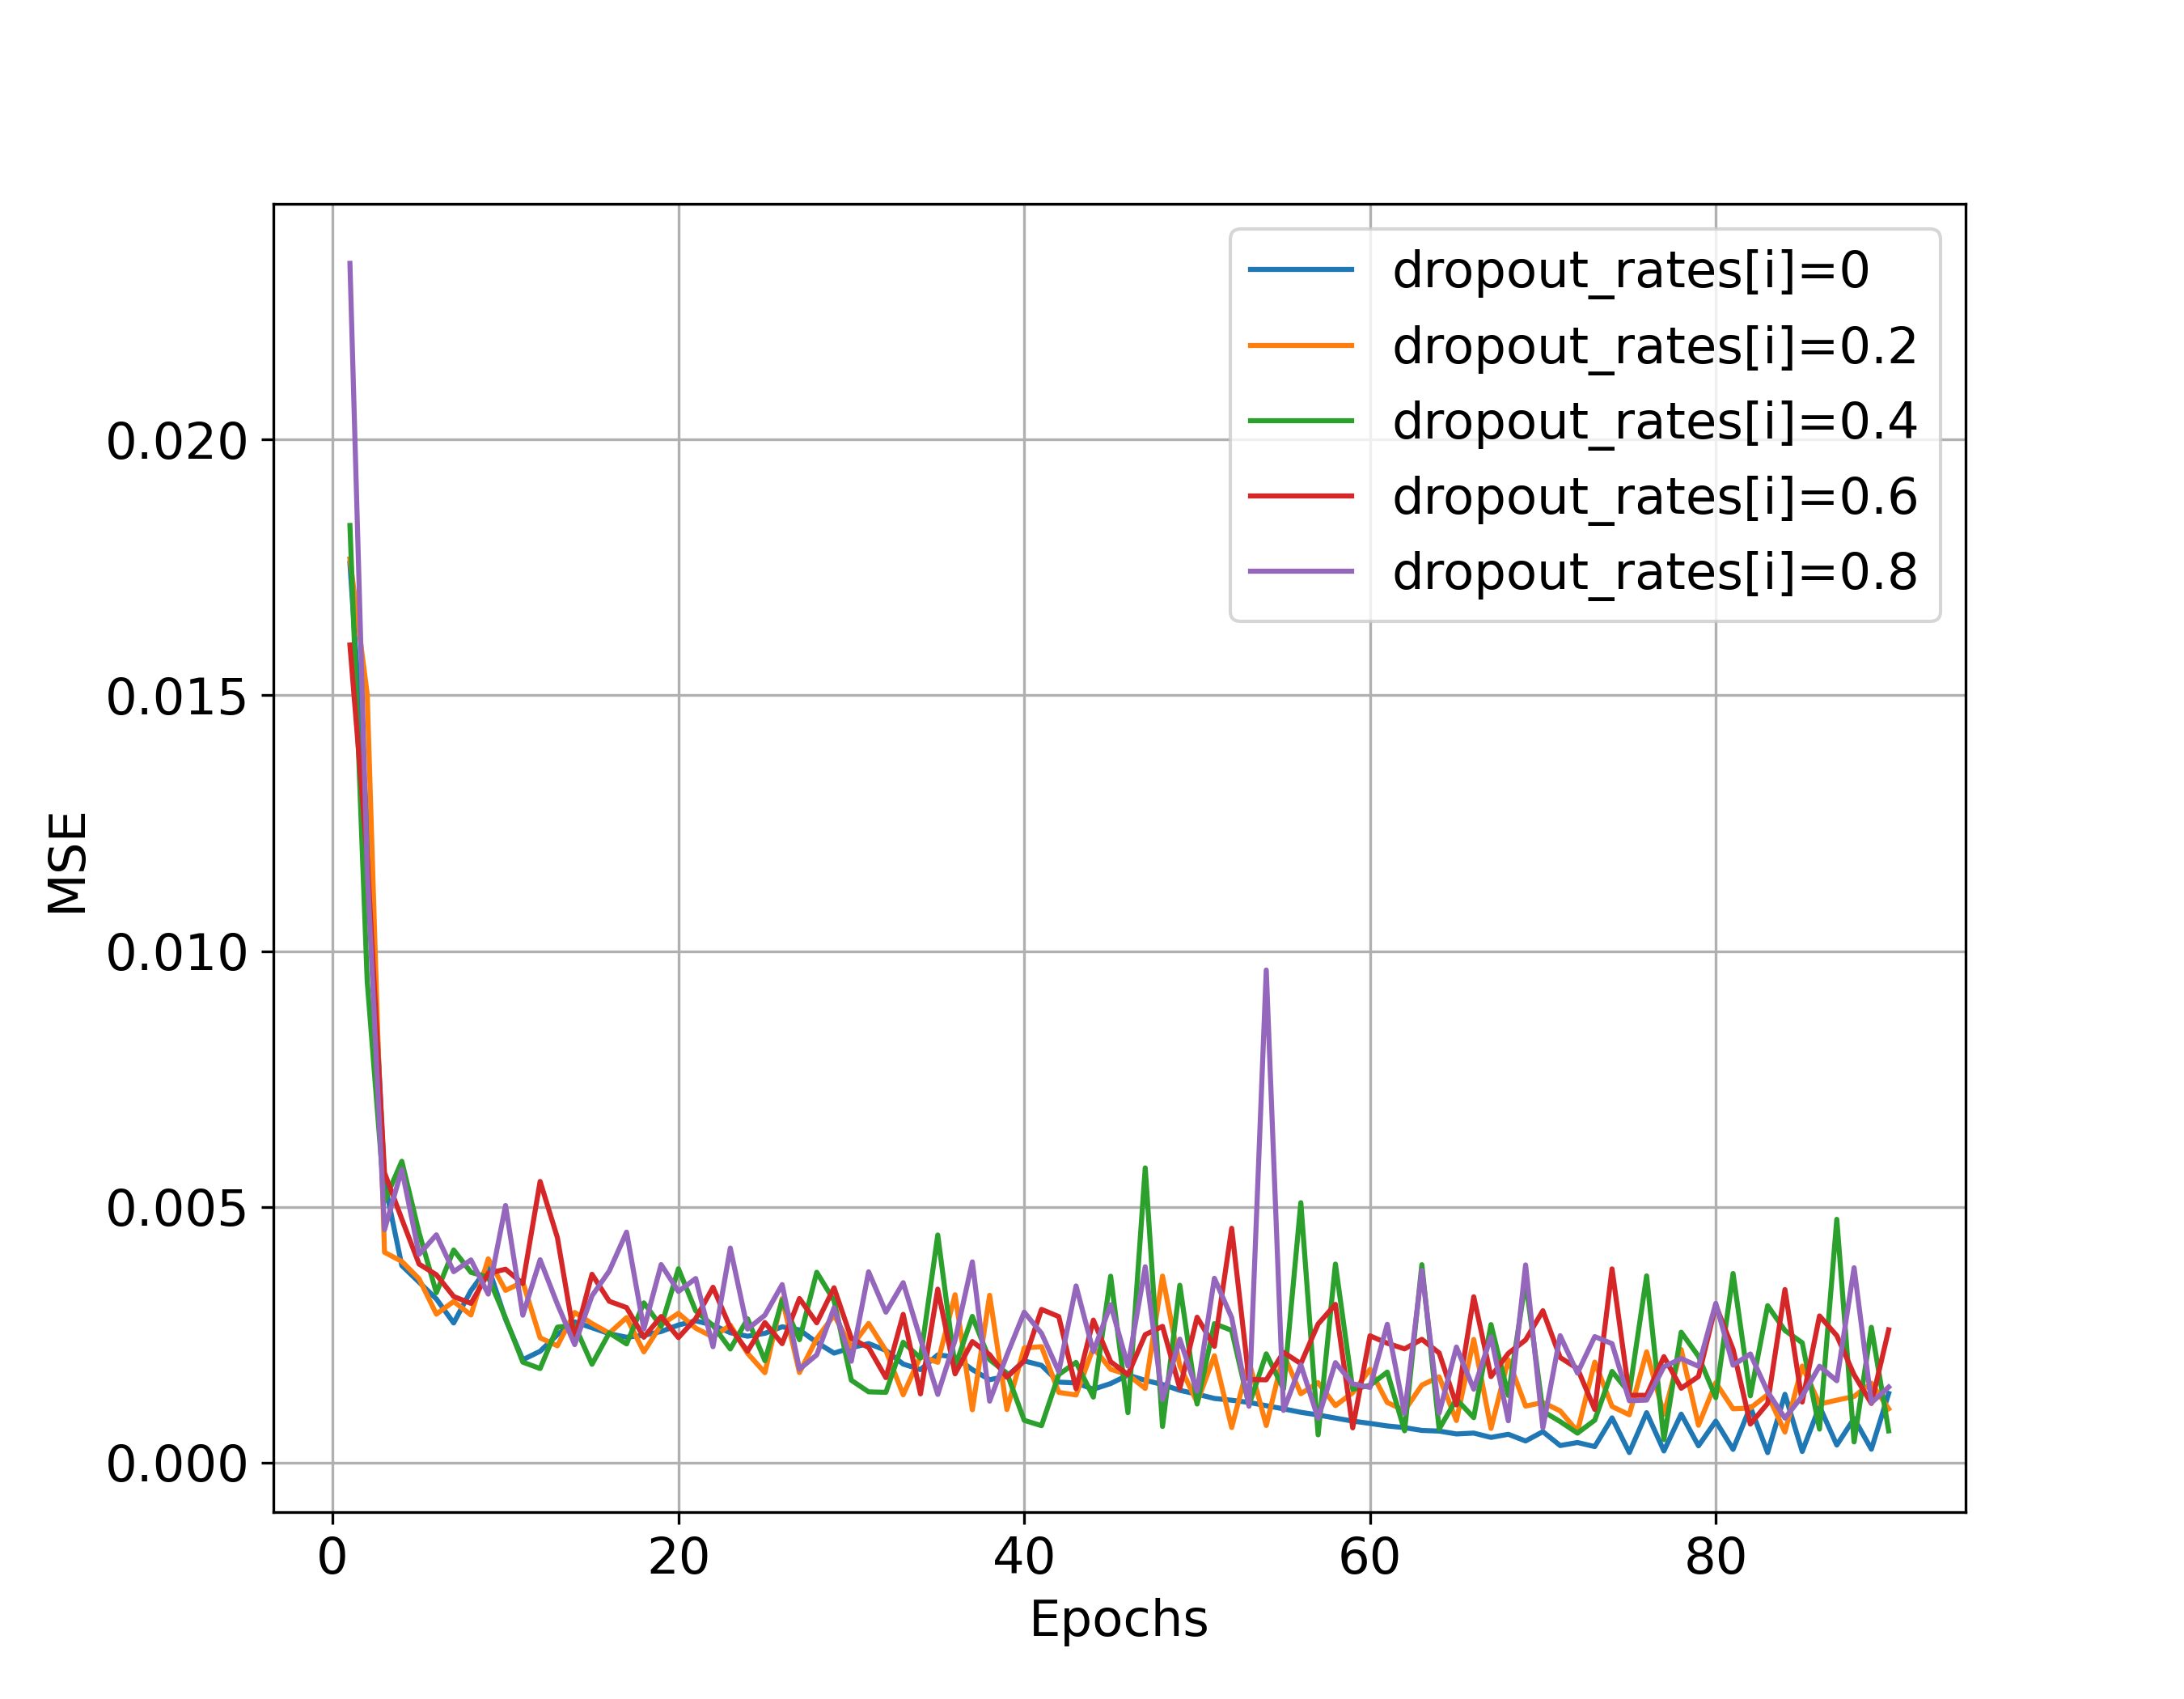 dropout_rates[i]=0
dropout_rates[i]=0.2
dropout_rates[i]=0.4
dropout_rates[i]=0.6
dropout_rates[i]=0.8
MSE
0.020
0.015
0.010
0.005
0.000
0 20 40 60 80
Epochs